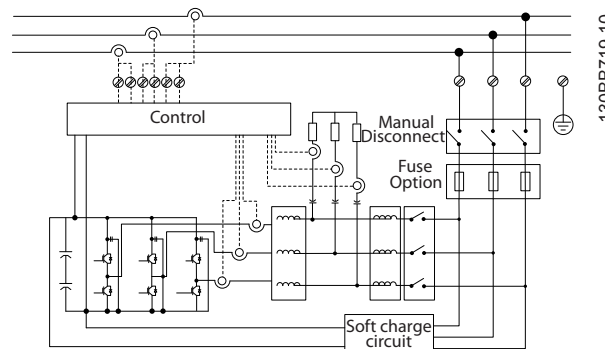 130BB719.10
Control
Manual
Disconnect
Fuse
Option
Soft charge
circuit